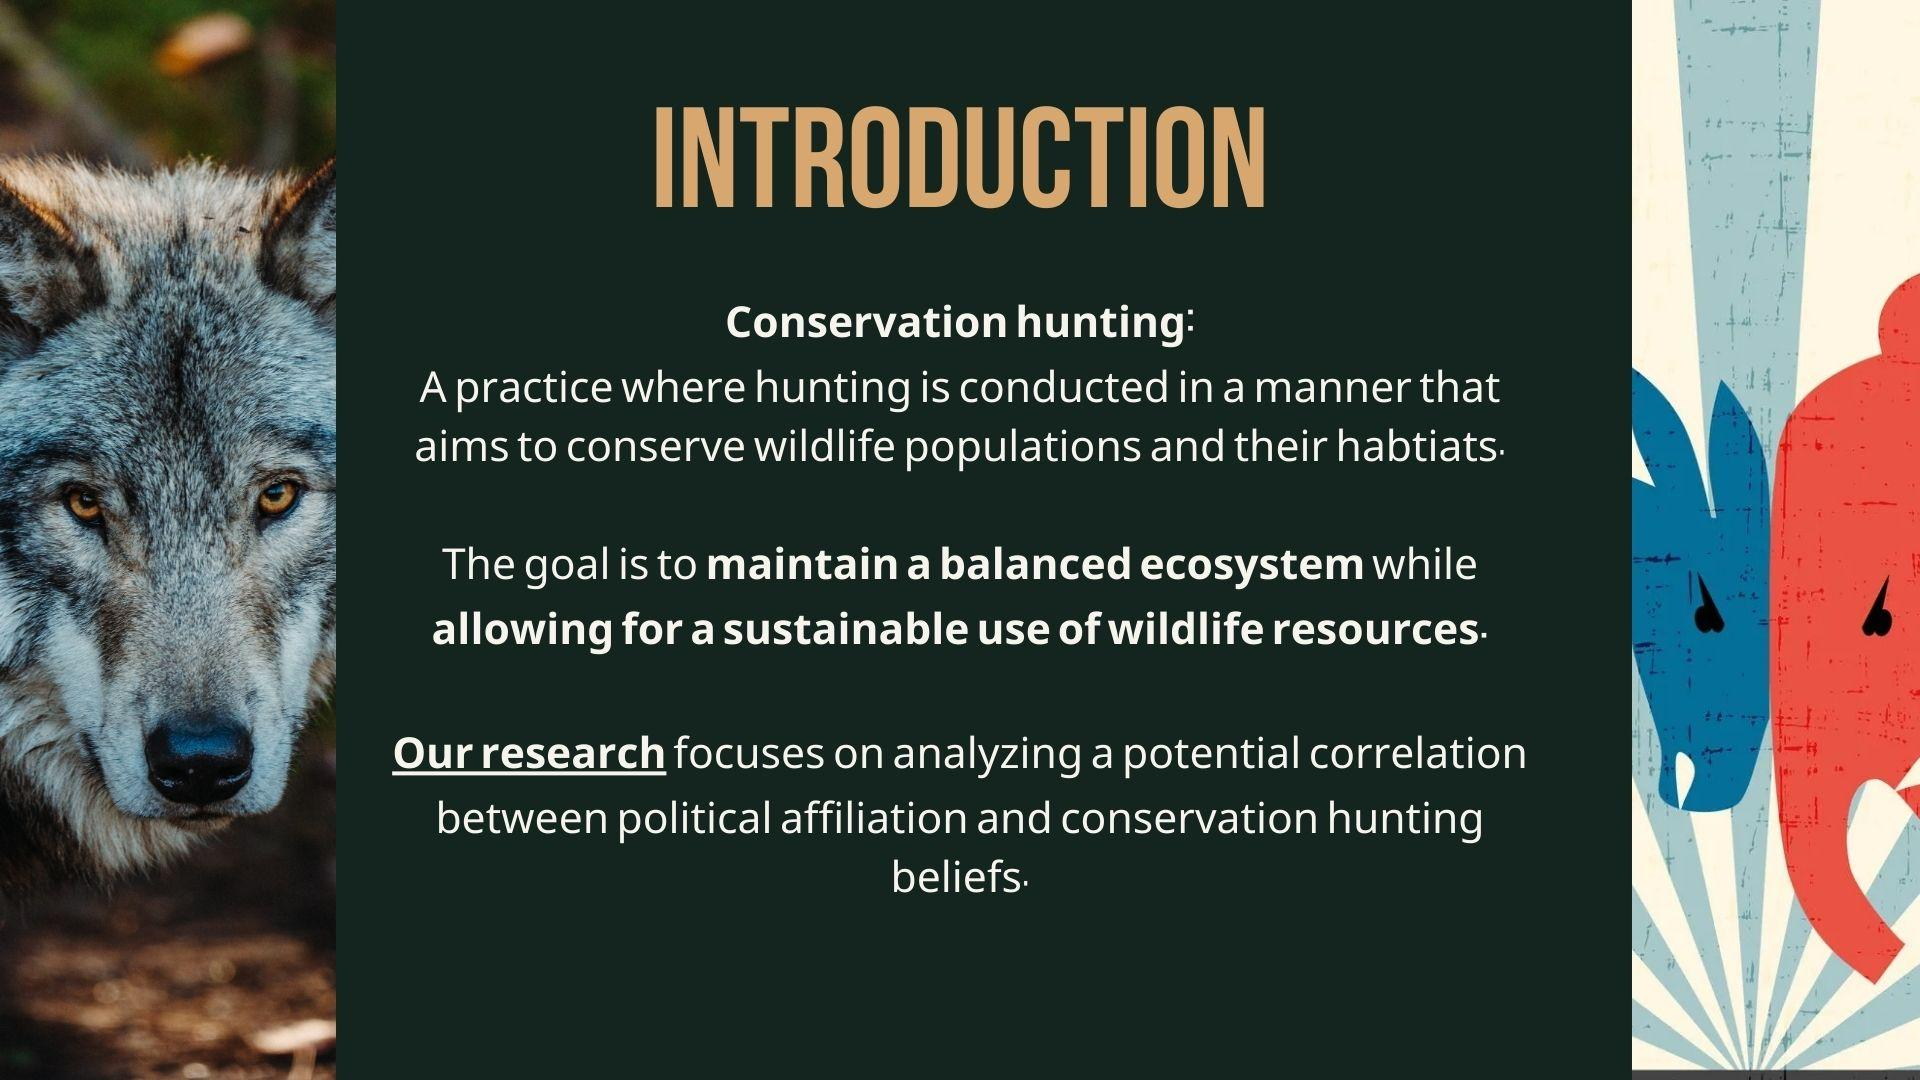 INTRODUCTION
Conservation hunting:
A practice where hunting is conducted in a manner that
aims to conserve wildlife populations and their habtiats.
The goal is to maintain a balanced ecosystem while
allowing for a sustainable use of wildlife resources.
Our research focuses on analyzing a potential correlation
between political affiliation and conservation hunting
beliefs.